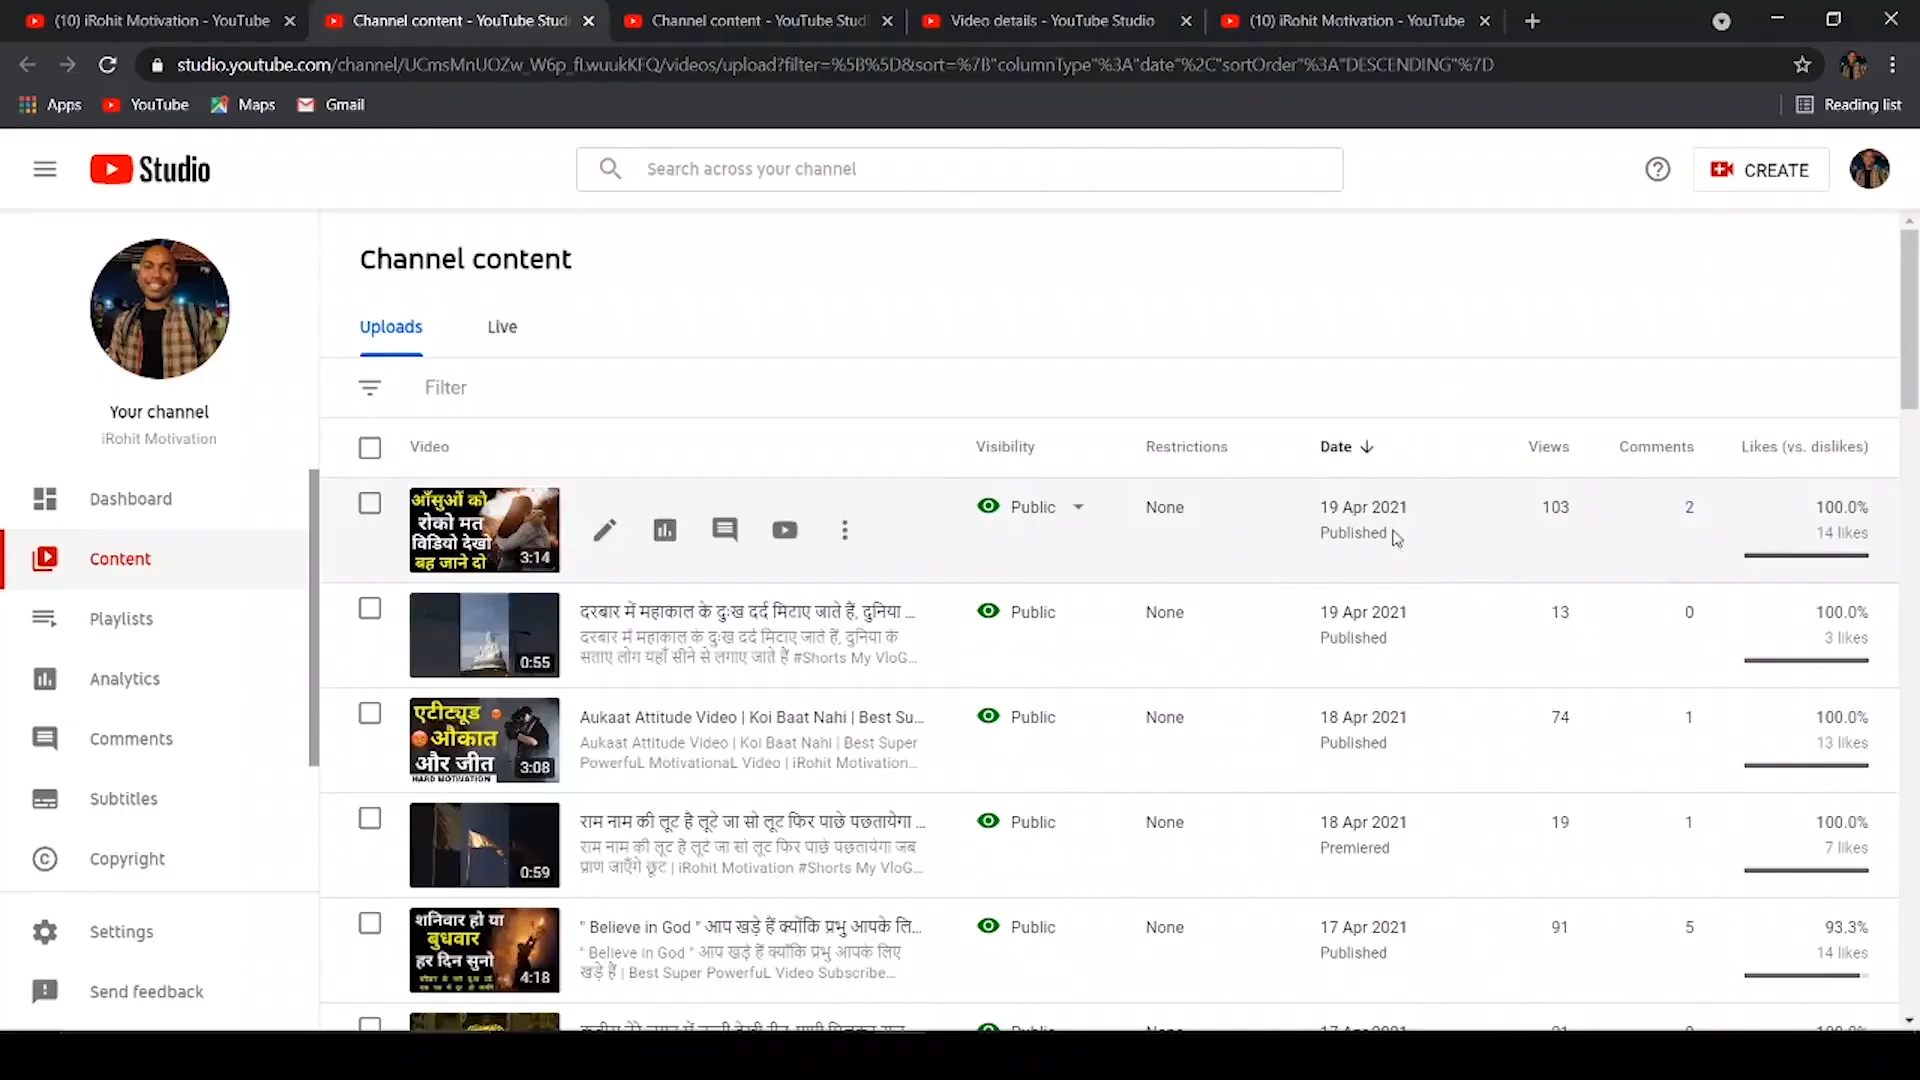 (10) iRohit Motivation - YouTube
Channel content - YouTube Stud
Channel content - YouTube Stud
Video details - YouTube Studio
(10) iRohit Motivation - YouTube
studio.youtube.com/channel/UCmsMnUOZw_W6p_fLwuukKFQ/videos/upload?filter=%5B%5D&sort=%7B"columnType"%3A"date"%2C"sortOrder"%3A"DESCENDING"%7D
Apps YouTube Maps Gmail Reading list
Studio
Search across your channel
CREATE
Your channel
iRohit Motivation
Dashboard
Content
Playlists
Analytics
Comments
Subtitles
Copyright
Settings
Send feedback
Channel content
Uploads Live
Filter
Video Visibility Restrictions Date Views Comments Likes (vs. dislikes)
आँसुओं को
रोको मत
विडियो देखो
बह जाने दो
3:14
Public None 19 Apr 2021 103 2 100.0%
Published 14 likes
0:55
दरबार में महाकाल के दुःख दर्द मिटाए जाते हैं, दुनिया ...
दरबार में महाकाल के दुःख दर्द मिटाए जाते हैं, दुनिया के
सताए लोग यहाँ सीने से लगाए जाते हैं #Shorts My VloG...
Public None 19 Apr 2021 13 0 100.0%
Published 3 likes
एटीट्यूड
औकात
और जीत
HARD MOTIVATION
3:08
Aukaat Attitude Video | Koi Baat Nahi | Best Su...
Aukaat Attitude Video | Koi Baat Nahi | Best Super
PowerfuL MotivationaL Video | iRohit Motivation...
Public None 18 Apr 2021 74 1 100.0%
Published 13 likes
0:59
राम नाम की लूट है लूटे जा सो लूट फिर पाछे पछतायेगा ...
राम नाम की लूट है लूटे जा सो लूट फिर पाछे पछतायेगा जब
प्राण जाएँगे छूट | iRohit Motivation #Shorts My VloG...
Public None 18 Apr 2021 19 1 100.0%
Premiered 7 likes
शनिवार हो या
बुधवार
हर दिन सुनो
4:18
" Believe in God " आप खड़े हैं क्योंकि प्रभु आपके लि...
" Believe in God " आप खड़े हैं क्योंकि प्रभु आपके लिए
खड़े हैं | Best Super PowerfuL Video Subscribe...
Public None 17 Apr 2021 91 5 93.3%
Published 14 likes